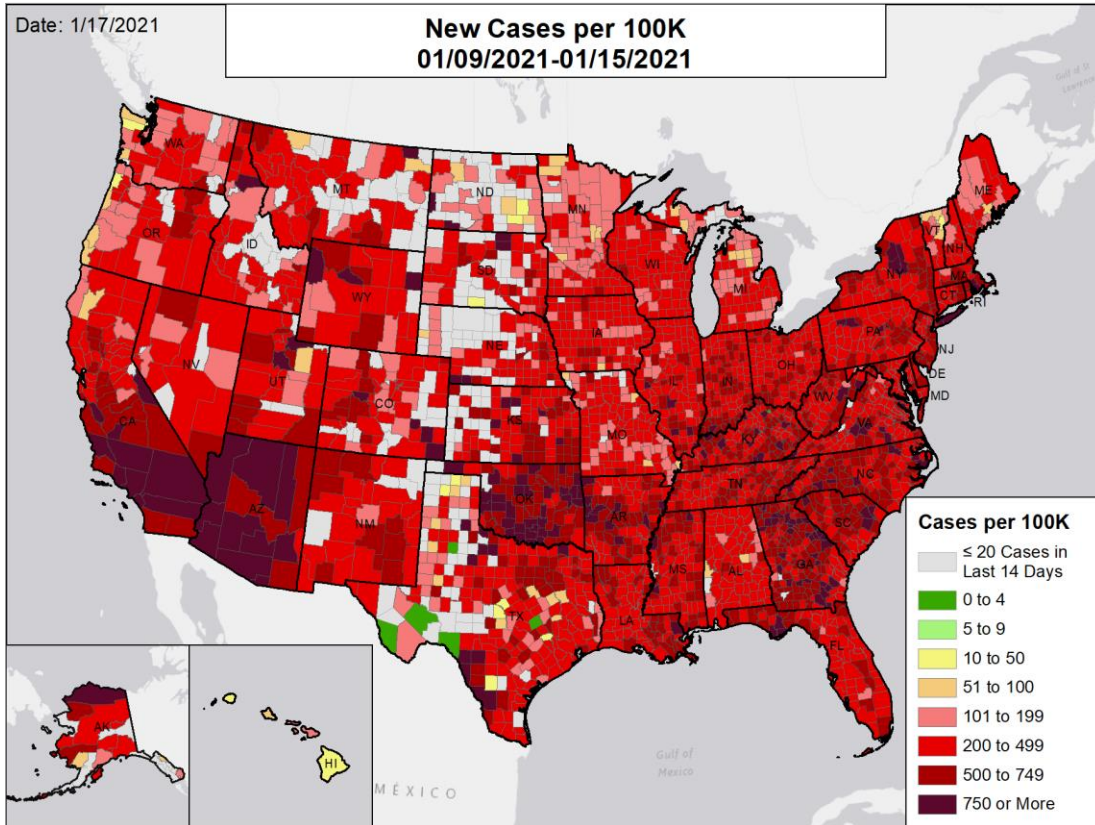 Date: 1/17/2021
New Cases per 100K
01/09/2021-01/15/2021
Gulf of St. Lawrence
WA
MT
ND
MN
ME
OR
ID
SD
WI
MI
VT
NH
NY
MA
CT
RI
WY
NE
IA
PA
NJ
NV
UT
CO
IL
IN
OH
DE
MD
WV
VA
CA
KS
MO
KY
AZ
NM
OK
AR
TN
NC
SC
MS
AL
GA
TX
LA
FL
AK
HI
MÉXICO
Gulf of
Mexico
Cases per 100K
≤ 20 Cases in
Last 14 Days
0 to 4
5 to 9
10 to 50
51 to 100
101 to 199
200 to 499
500 to 749
750 or More